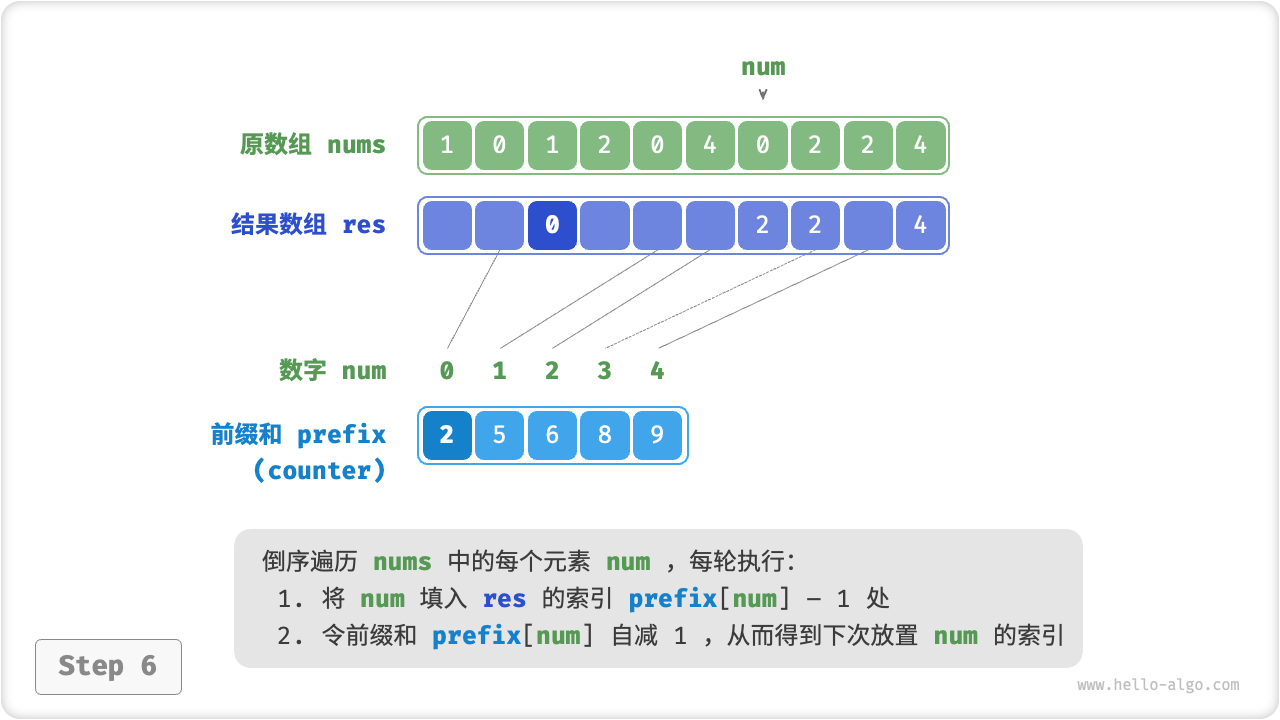 num
原数组 nums 1 0 1 2 0 4 0 2 2 4
结果数组 res 0 2 2 4
数字 num 0 1 2 3 4
前缀和 prefix 2 5 6 8 9
(counter)
倒序遍历 nums 中的每个元素 num ，每轮执行：
1. 将 num 填入 res 的索引 prefix[num] – 1 处
2. 令前缀和 prefix[num] 自减 1 ，从而得到下次放置 num 的索引
Step 6
www.hello-algo.com